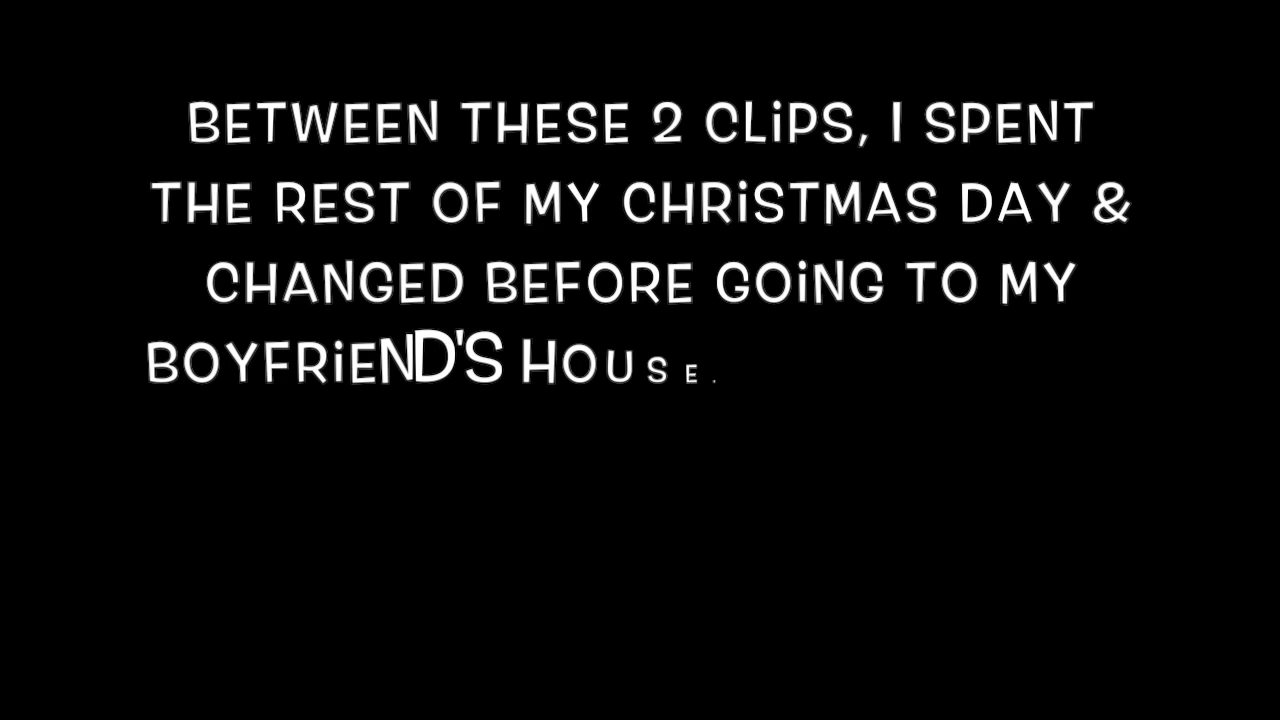 BETWEEN THESE 2 CLiPS, I SPENT
THE REST OF MY CHRiSTMAS DAY &
CHANGED BEFORE GOiNG TO MY
BOYFRiEND'S HOUSE.